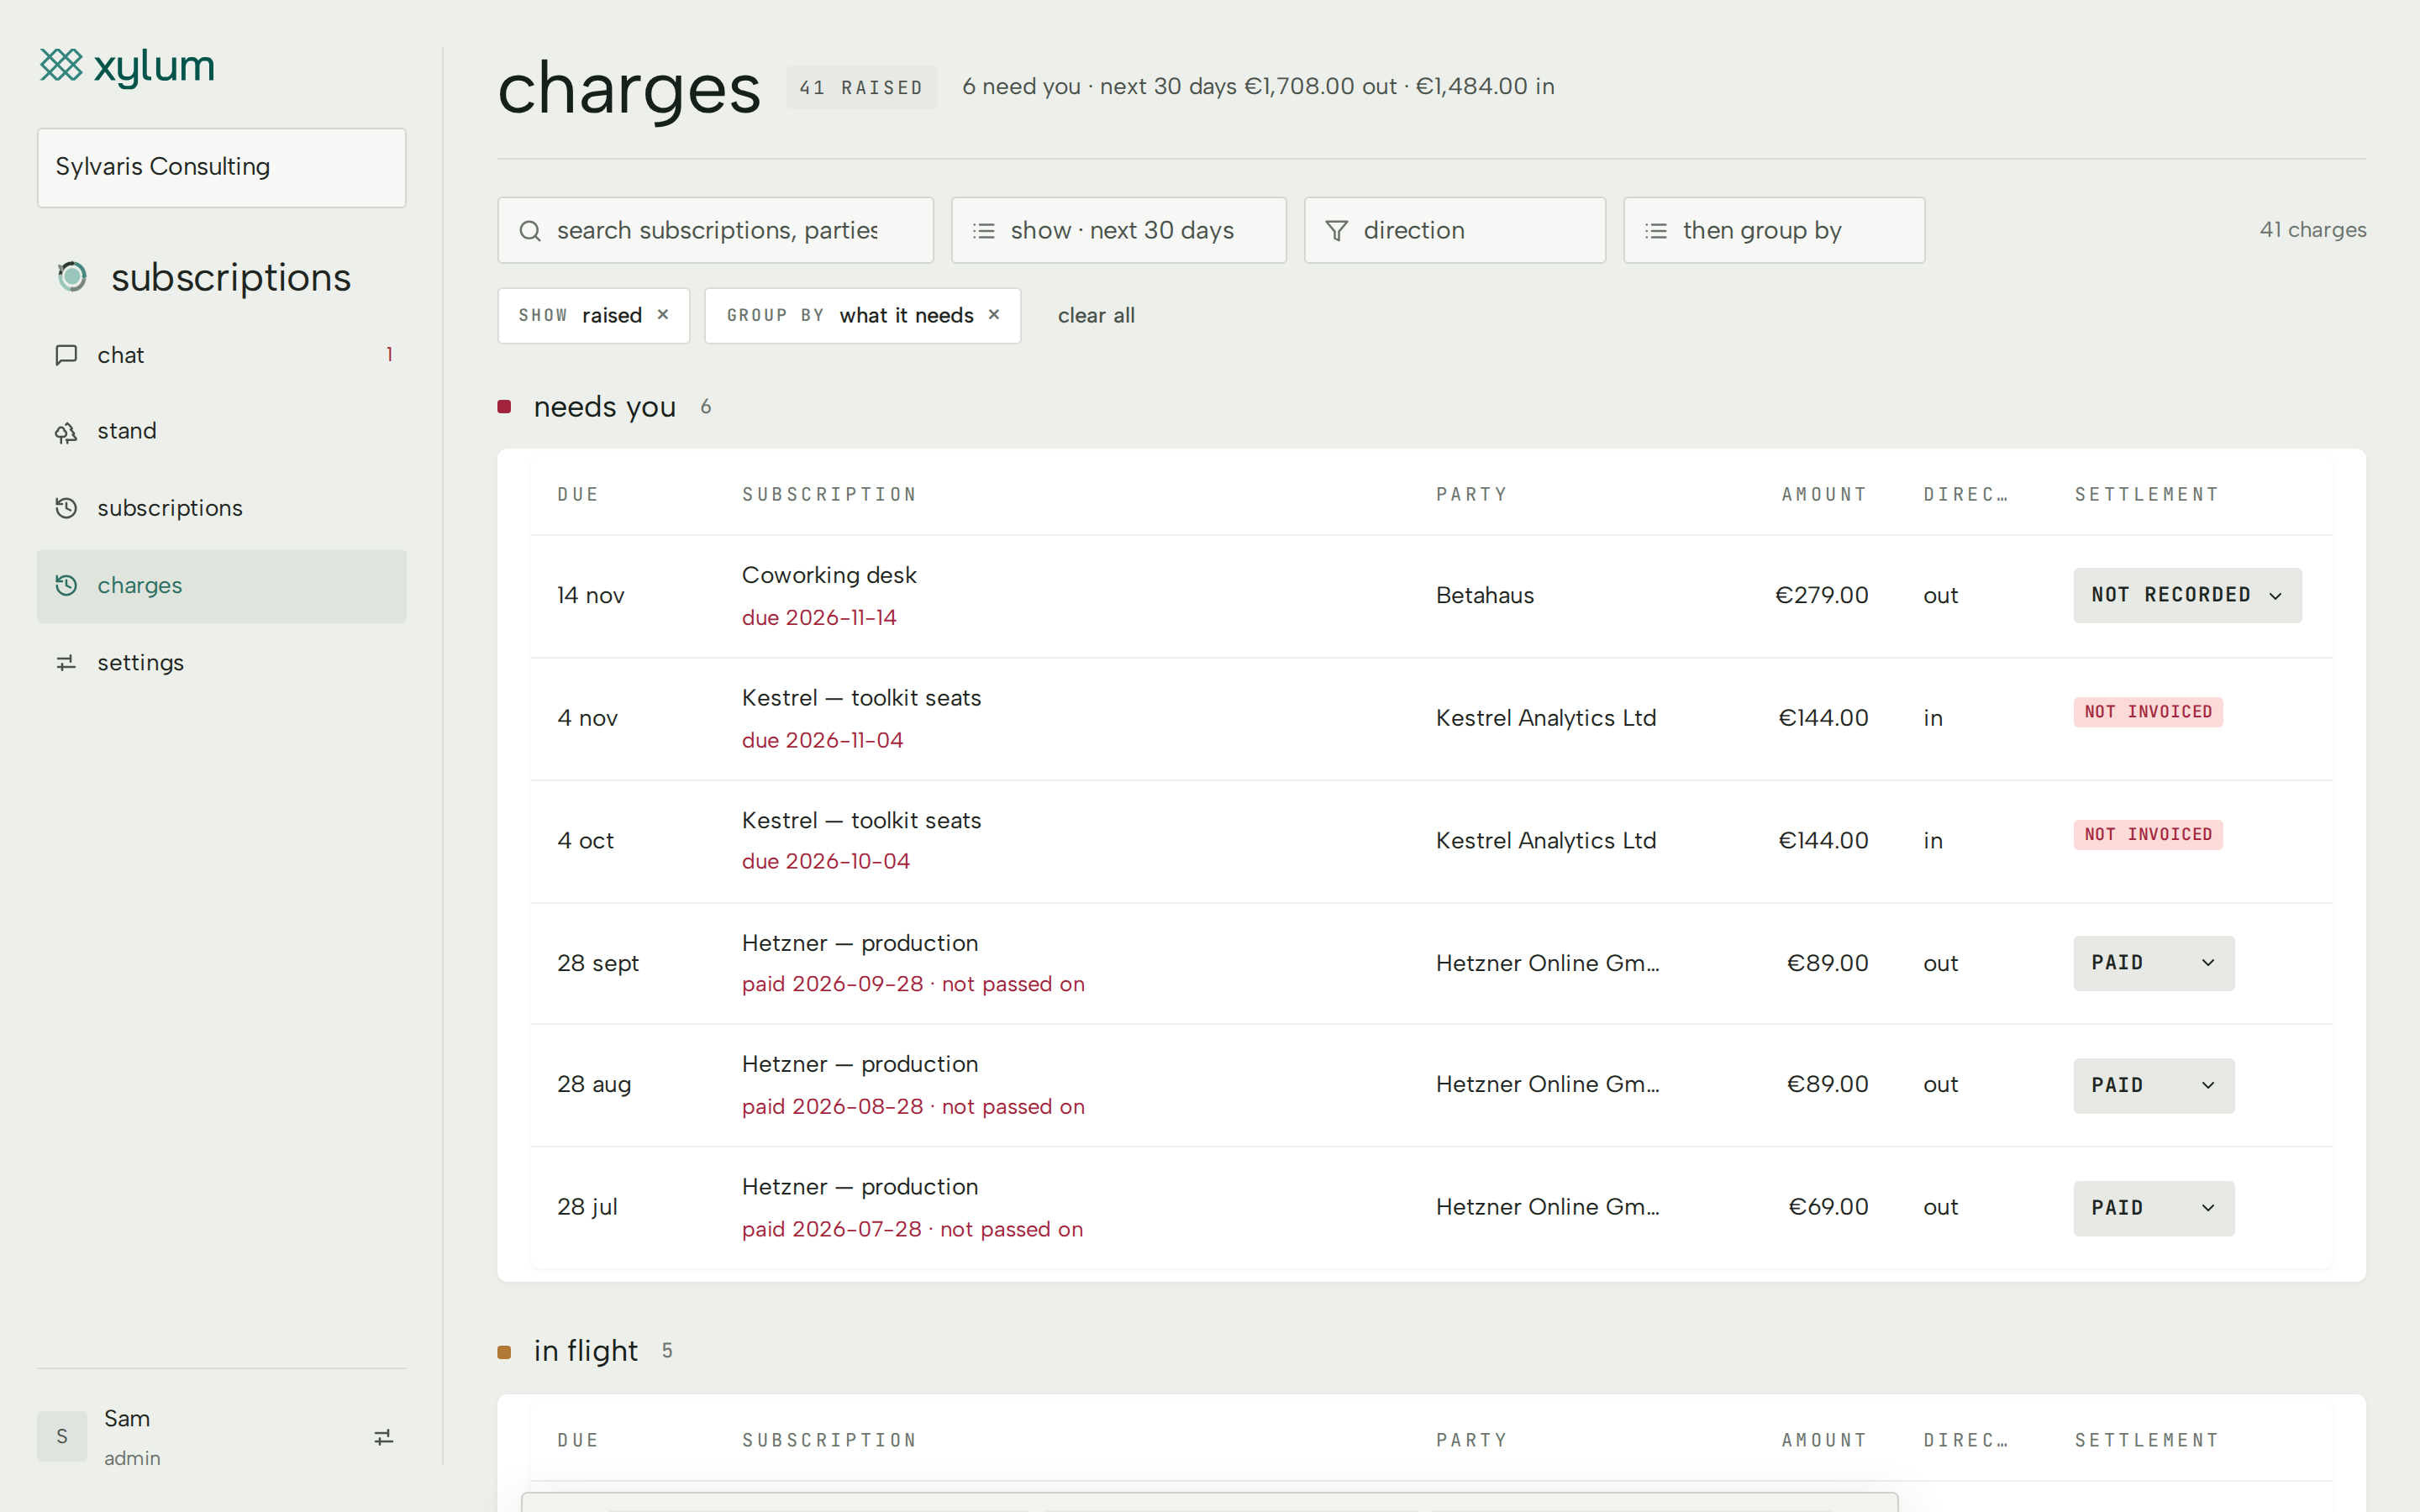 xylum
Sylvaris Consulting
subscriptions
chat 1
stand
subscriptions
charges
settings
S
Sam
admin
charges 41 RAISED 6 need you · next 30 days €1,708.00 out · €1,484.00 in
search subscriptions, parties show · next 30 days direction then group by 41 charges
SHOW raised × GROUP BY what it needs × clear all
needs you 6
DUE SUBSCRIPTION PARTY AMOUNT DIREC… SETTLEMENT
14 nov Coworking desk Betahaus €279.00 out NOT RECORDED
due 2026-11-14
4 nov Kestrel — toolkit seats Kestrel Analytics Ltd €144.00 in NOT INVOICED
due 2026-11-04
4 oct Kestrel — toolkit seats Kestrel Analytics Ltd €144.00 in NOT INVOICED
due 2026-10-04
28 sept Hetzner — production Hetzner Online Gm… €89.00 out PAID
paid 2026-09-28 · not passed on
28 aug Hetzner — production Hetzner Online Gm… €89.00 out PAID
paid 2026-08-28 · not passed on
28 jul Hetzner — production Hetzner Online Gm… €69.00 out PAID
paid 2026-07-28 · not passed on
in flight 5
DUE SUBSCRIPTION PARTY AMOUNT DIREC… SETTLEMENT